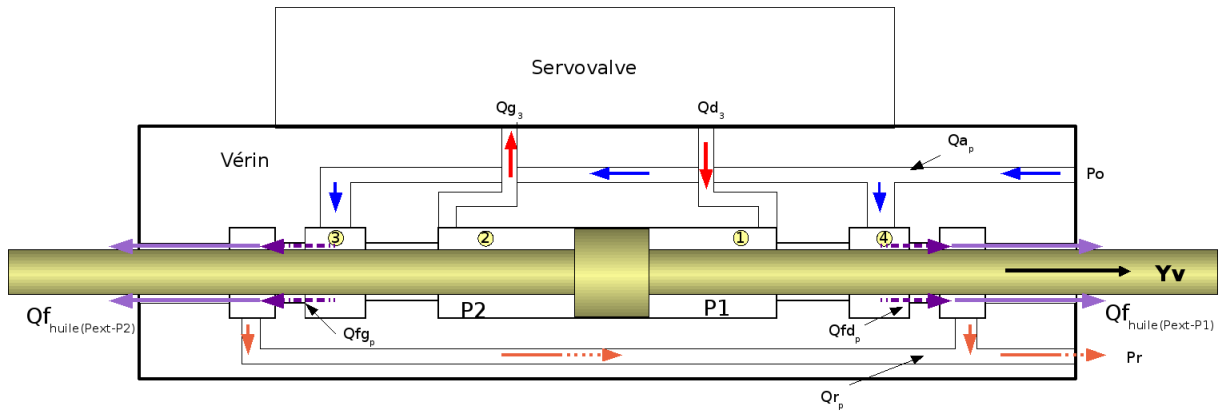 Servovalve
Qg3
Qd3
Vérin
Qap
Po
3
2
1
4
Yv
P2
P1
Qfhuile(Pext-P2)
Qfgp
Qfdp
Qfhuile(Pext-P1)
Pr
Qrp